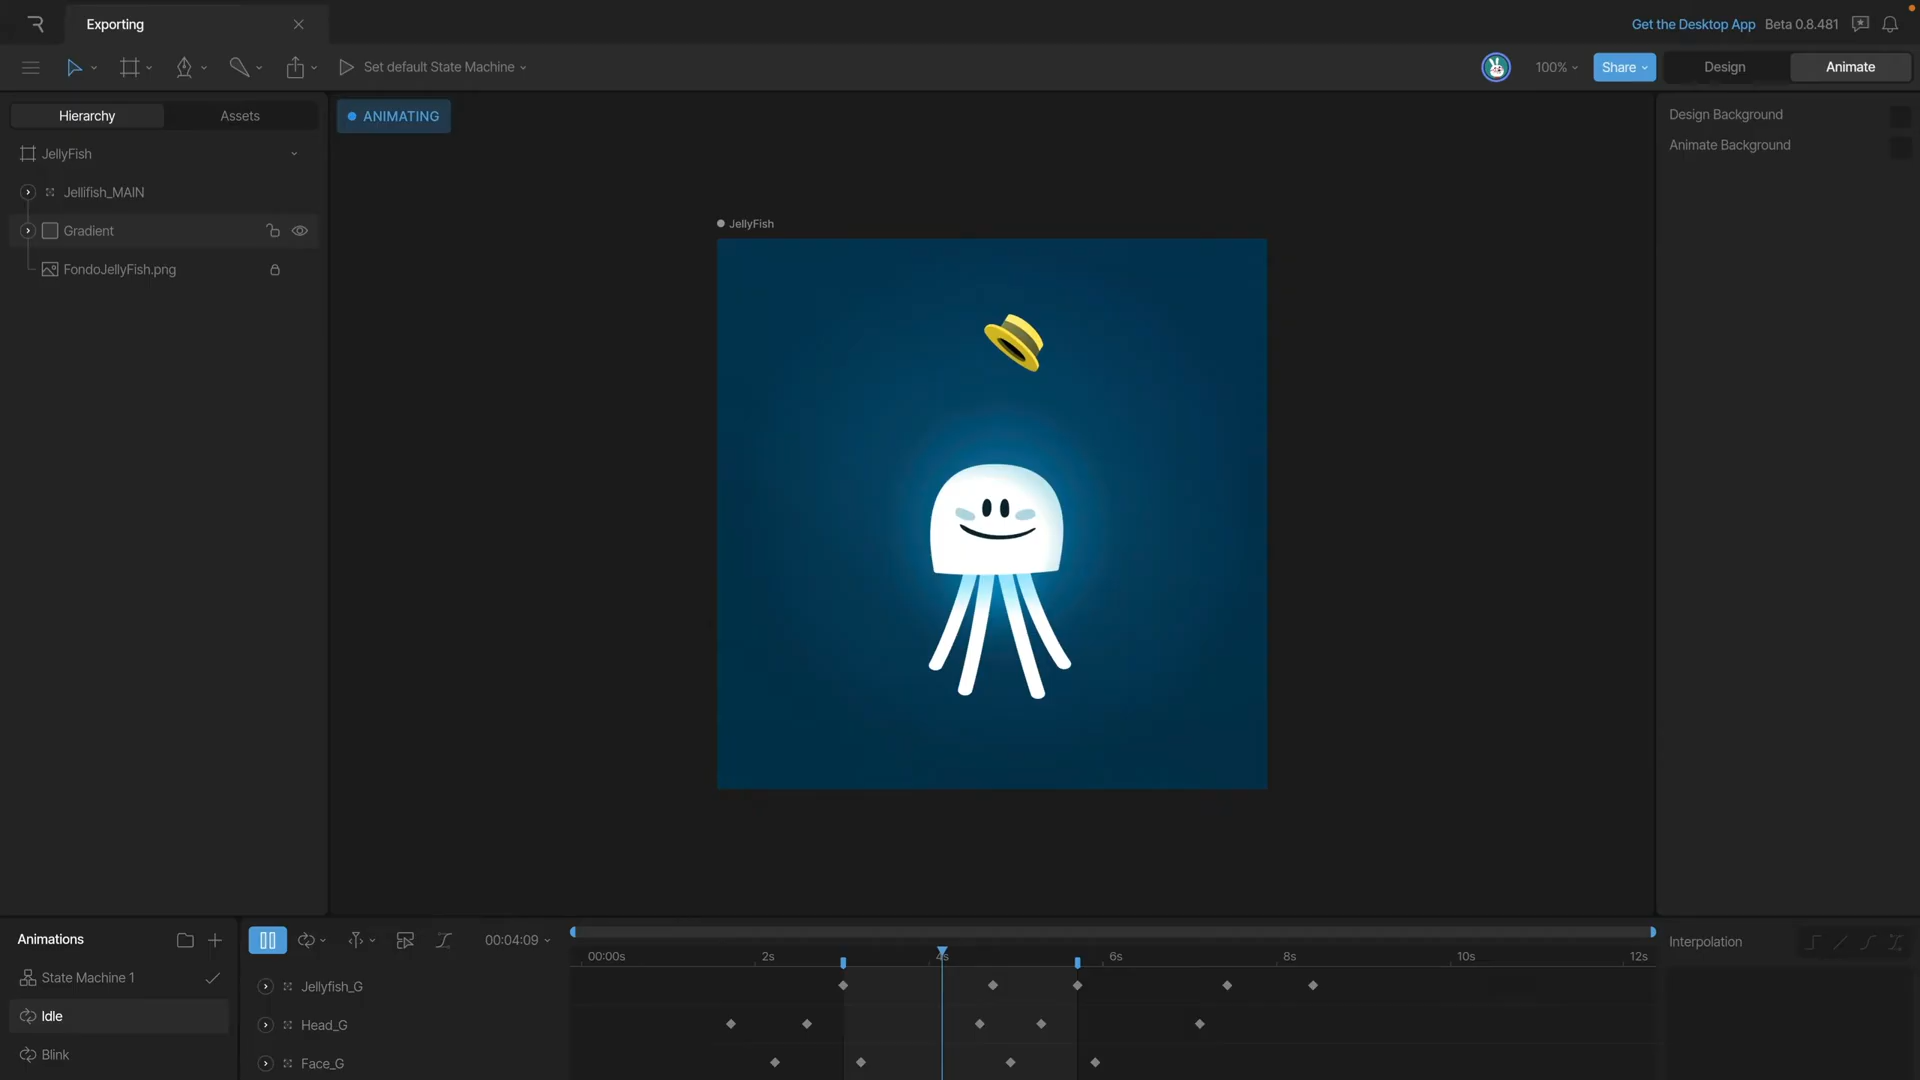 Exporting
Get the Desktop App Beta 0.8.481
Set default State Machine
100% Share Design Animate
Hierarchy Assets
ANIMATING
Design Background
Animate Background
JellyFish
Jellifish_MAIN
Gradient
FondoJellyFish.png
JellyFish
Animations
00:04:09
Interpolation
00:00s 2s 4s 6s 8s 10s 12s
State Machine 1
Jellyfish_G
Idle
Head_G
Blink
Face_G